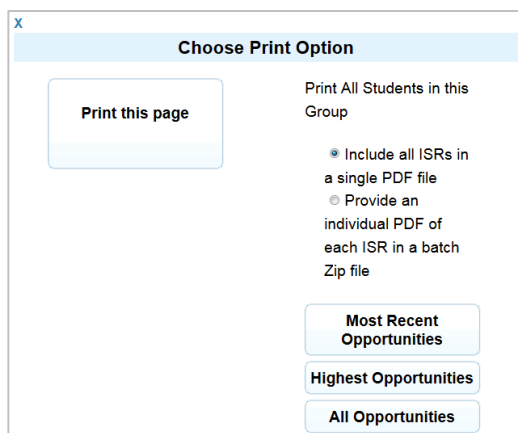 X
Choose Print Option
Print this page
Print All Students in this
Group
Include all ISRs in
a single PDF file
Provide an
individual PDF of
each ISR in a batch
Zip file
Most Recent
Opportunities
Highest Opportunities
All Opportunities